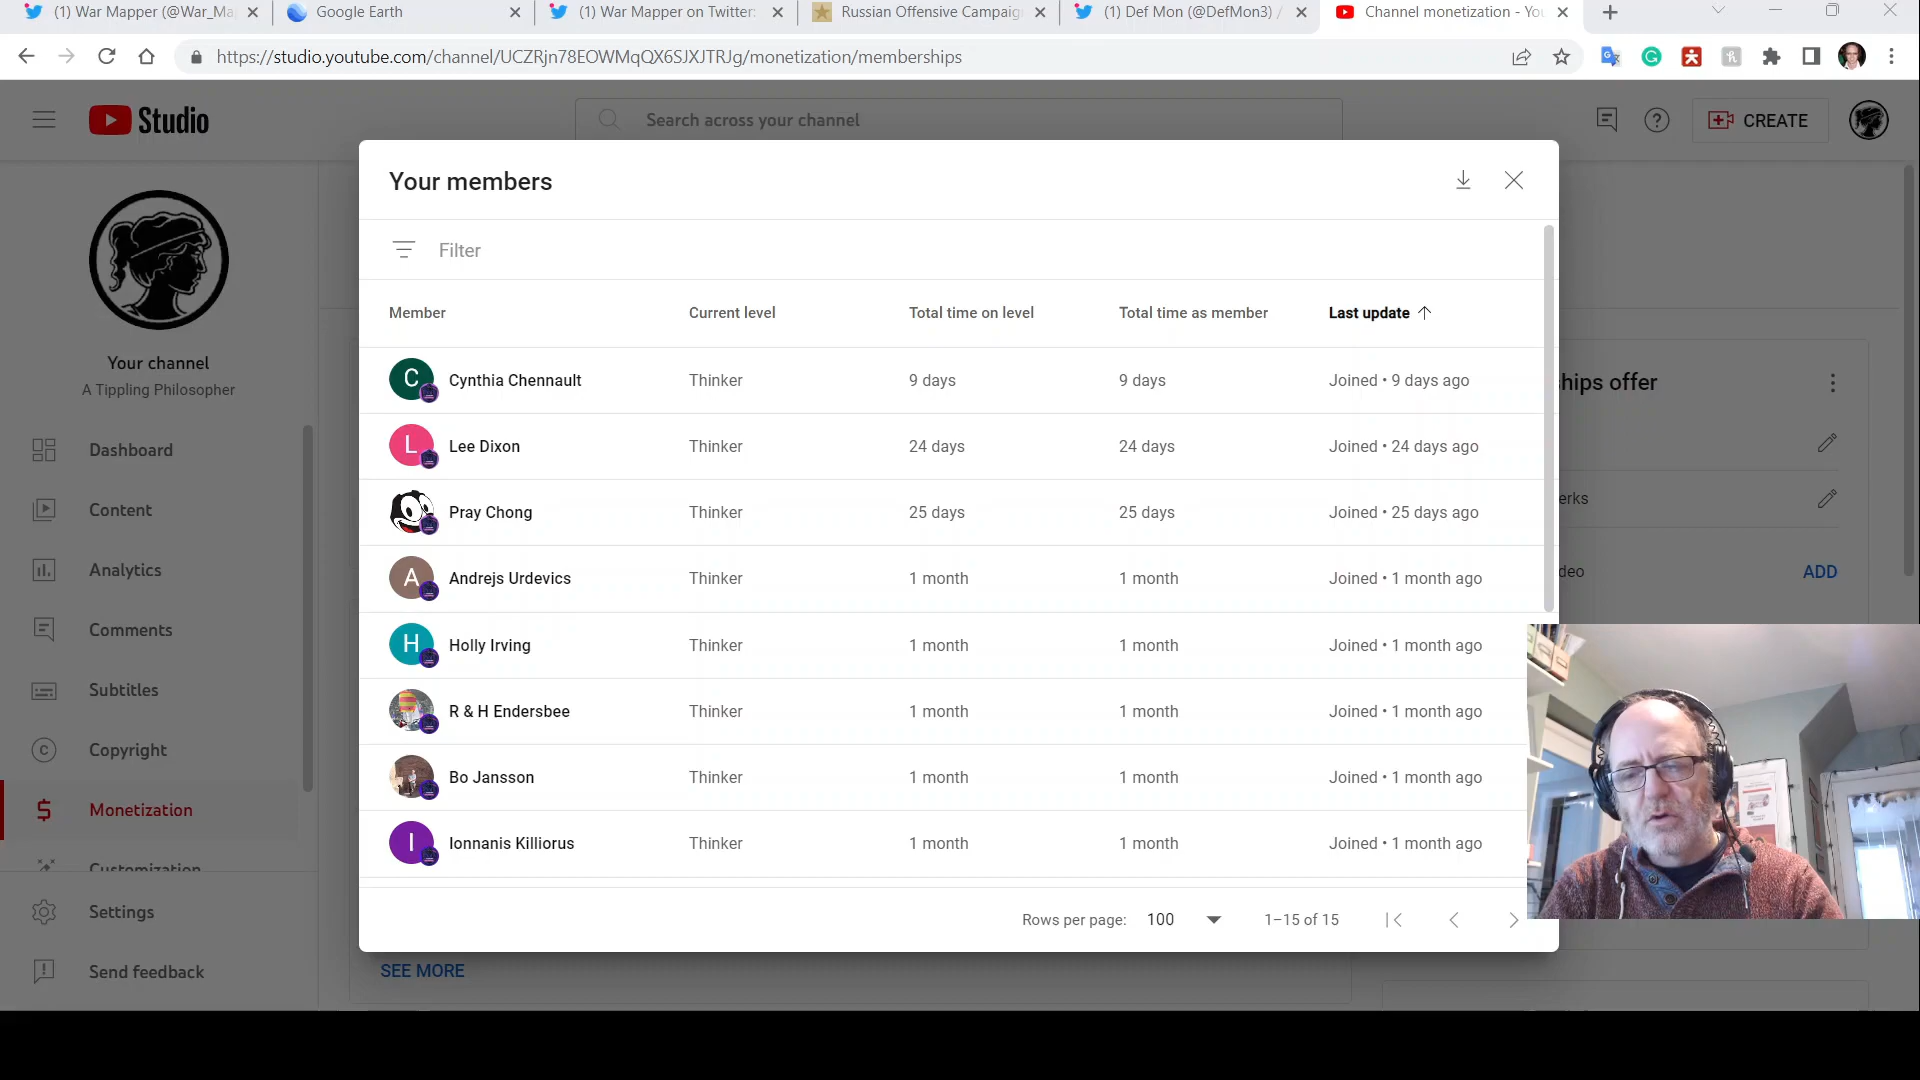 (1) War Mapper (@War_Ma
Google Earth
(1) War Mapper on Twitter:
Russian Offensive Campaign
(1) Def Mon (@DefMon3) /
Channel monetization - You
https://studio.youtube.com/channel/UCZRjn78EOWMqQX6SJXJTRJg/monetization/memberships
Studio
Search across your channel
CREATE
Your channel
A Tippling Philosopher
Dashboard
Content
Analytics
Comments
Subtitles
Copyright
Monetization
Customization
Settings
Send feedback
Your members
Filter
Member Current level Total time on level Total time as member Last update
C Cynthia Chennault Thinker 9 days 9 days Joined • 9 days ago
L Lee Dixon Thinker 24 days 24 days Joined • 24 days ago
Pray Chong Thinker 25 days 25 days Joined • 25 days ago
A Andrejs Urdevics Thinker 1 month 1 month Joined • 1 month ago
H Holly Irving Thinker 1 month 1 month Joined • 1 month ago
R & H Endersbee Thinker 1 month 1 month Joined • 1 month ago
Bo Jansson Thinker 1 month 1 month Joined • 1 month ago
I Ionnanis Killiorus Thinker 1 month 1 month Joined • 1 month ago
Rows per page: 100 1–15 of 15
SEE MORE
hips offer
erks
deo
ADD